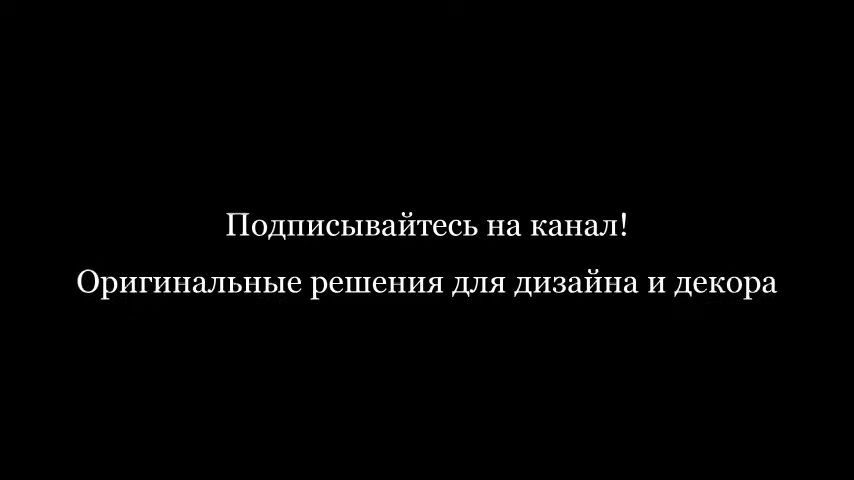 Подписывайтесь на канал!
Оригинальные решения для дизайна и декора